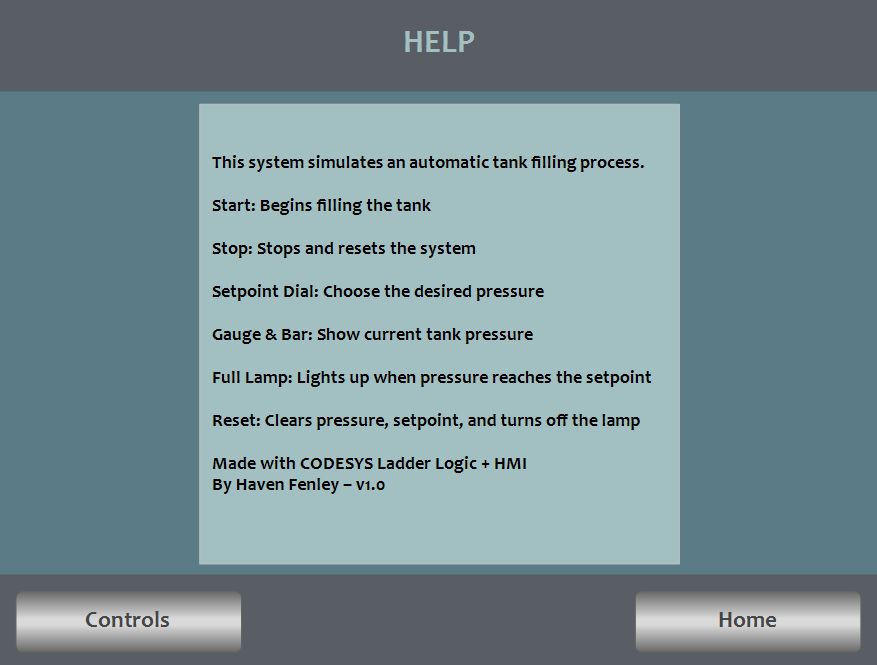 HELP
This system simulates an automatic tank filling process.
Start: Begins filling the tank
Stop: Stops and resets the system
Setpoint Dial: Choose the desired pressure
Gauge & Bar: Show current tank pressure
Full Lamp: Lights up when pressure reaches the setpoint
Reset: Clears pressure, setpoint, and turns off the lamp
Made with CODESYS Ladder Logic + HMI
By Haven Fenley – v1.0
Controls
Home